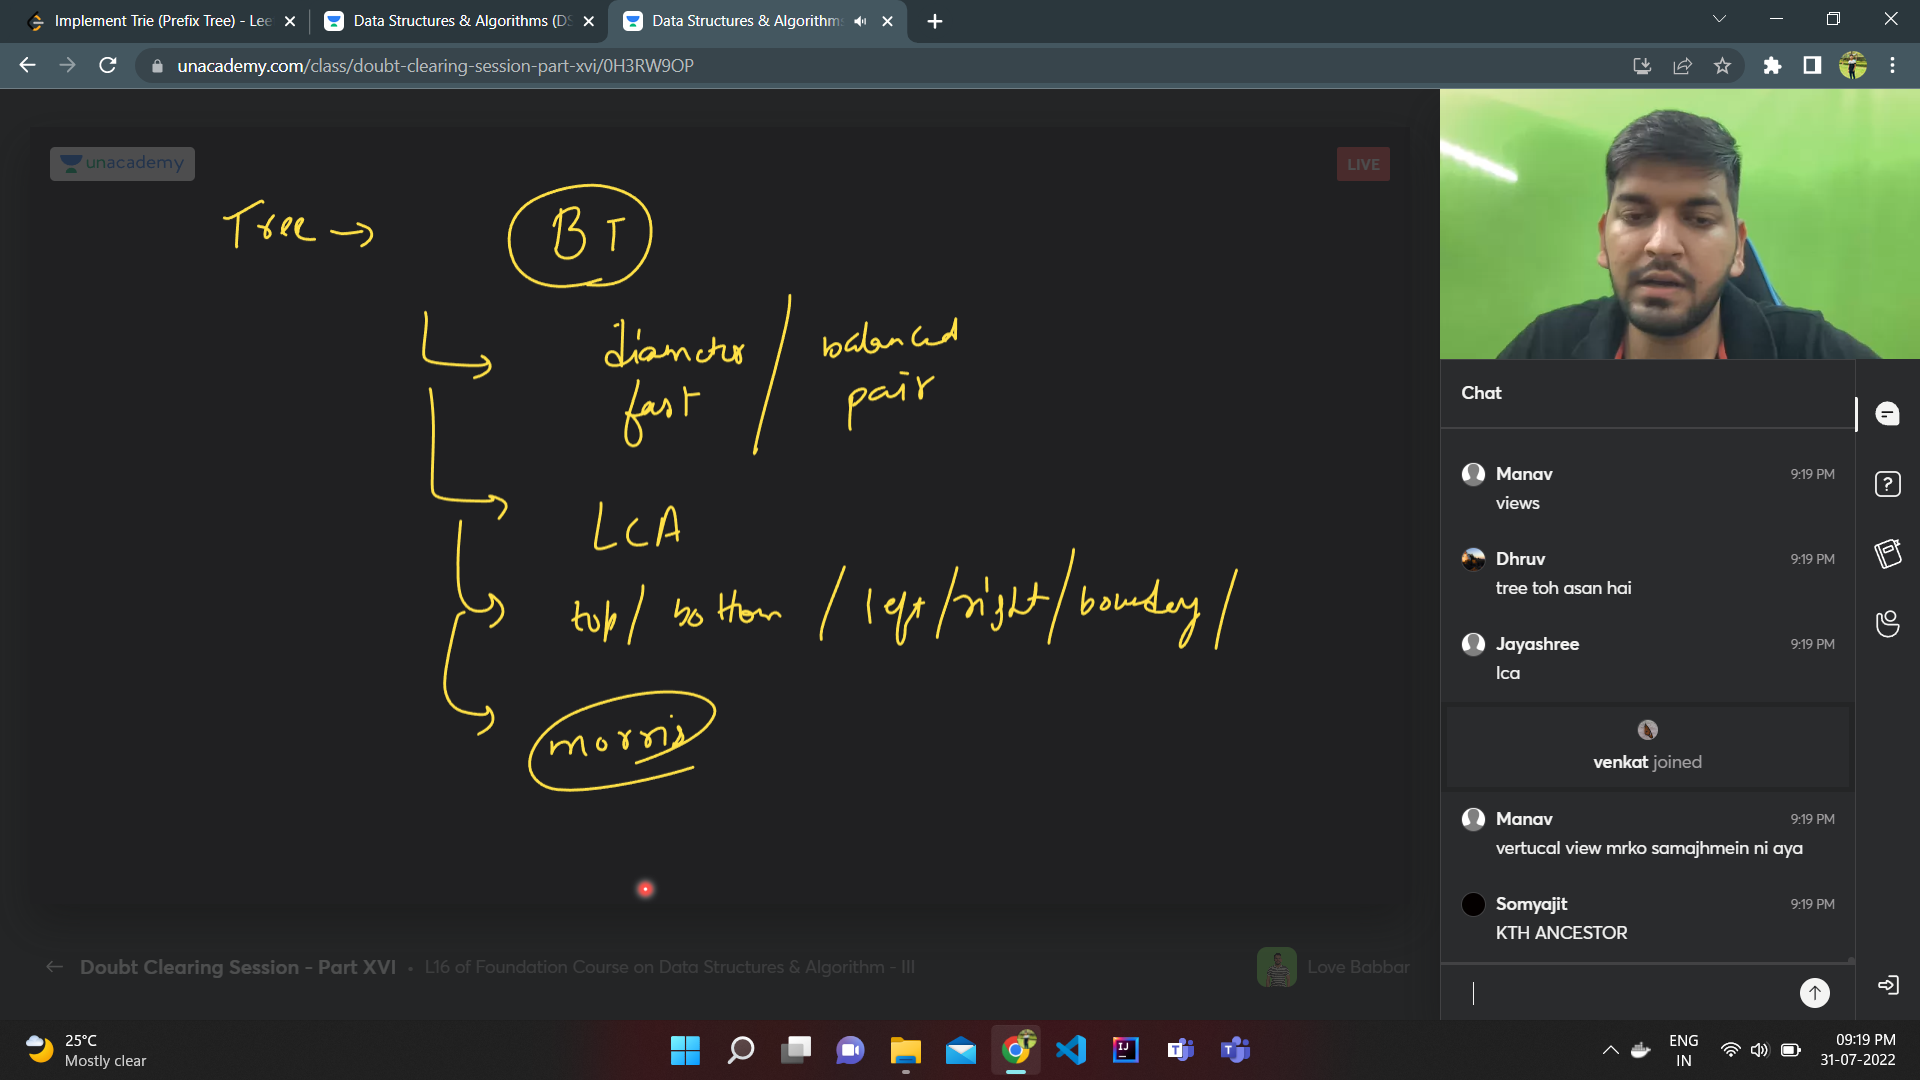 Implement Trie (Prefix Tree) - Lee
Data Structures & Algorithms (DS
Data Structures & Algorithms
unacademy.com/class/doubt-clearing-session-part-xvi/0H3RW9OP
unacademy
LIVE
Tree → BT
diameter / balanced
fast pair
LCA
top / bottom / left / right / boundary /
morris
Doubt Clearing Session - Part XVI • L16 of Foundation Course on Data Structures & Algorithm - III
Love Babbar
Chat
Manav 9:19 PM
views
Dhruv 9:19 PM
tree toh asan hai
Jayashree 9:19 PM
lca
venkat joined
Manav 9:19 PM
vertucal view mrko samajhmein ni aya
Somyajit 9:19 PM
KTH ANCESTOR
25°C
Mostly clear
ENG
IN
09:19 PM
31-07-2022